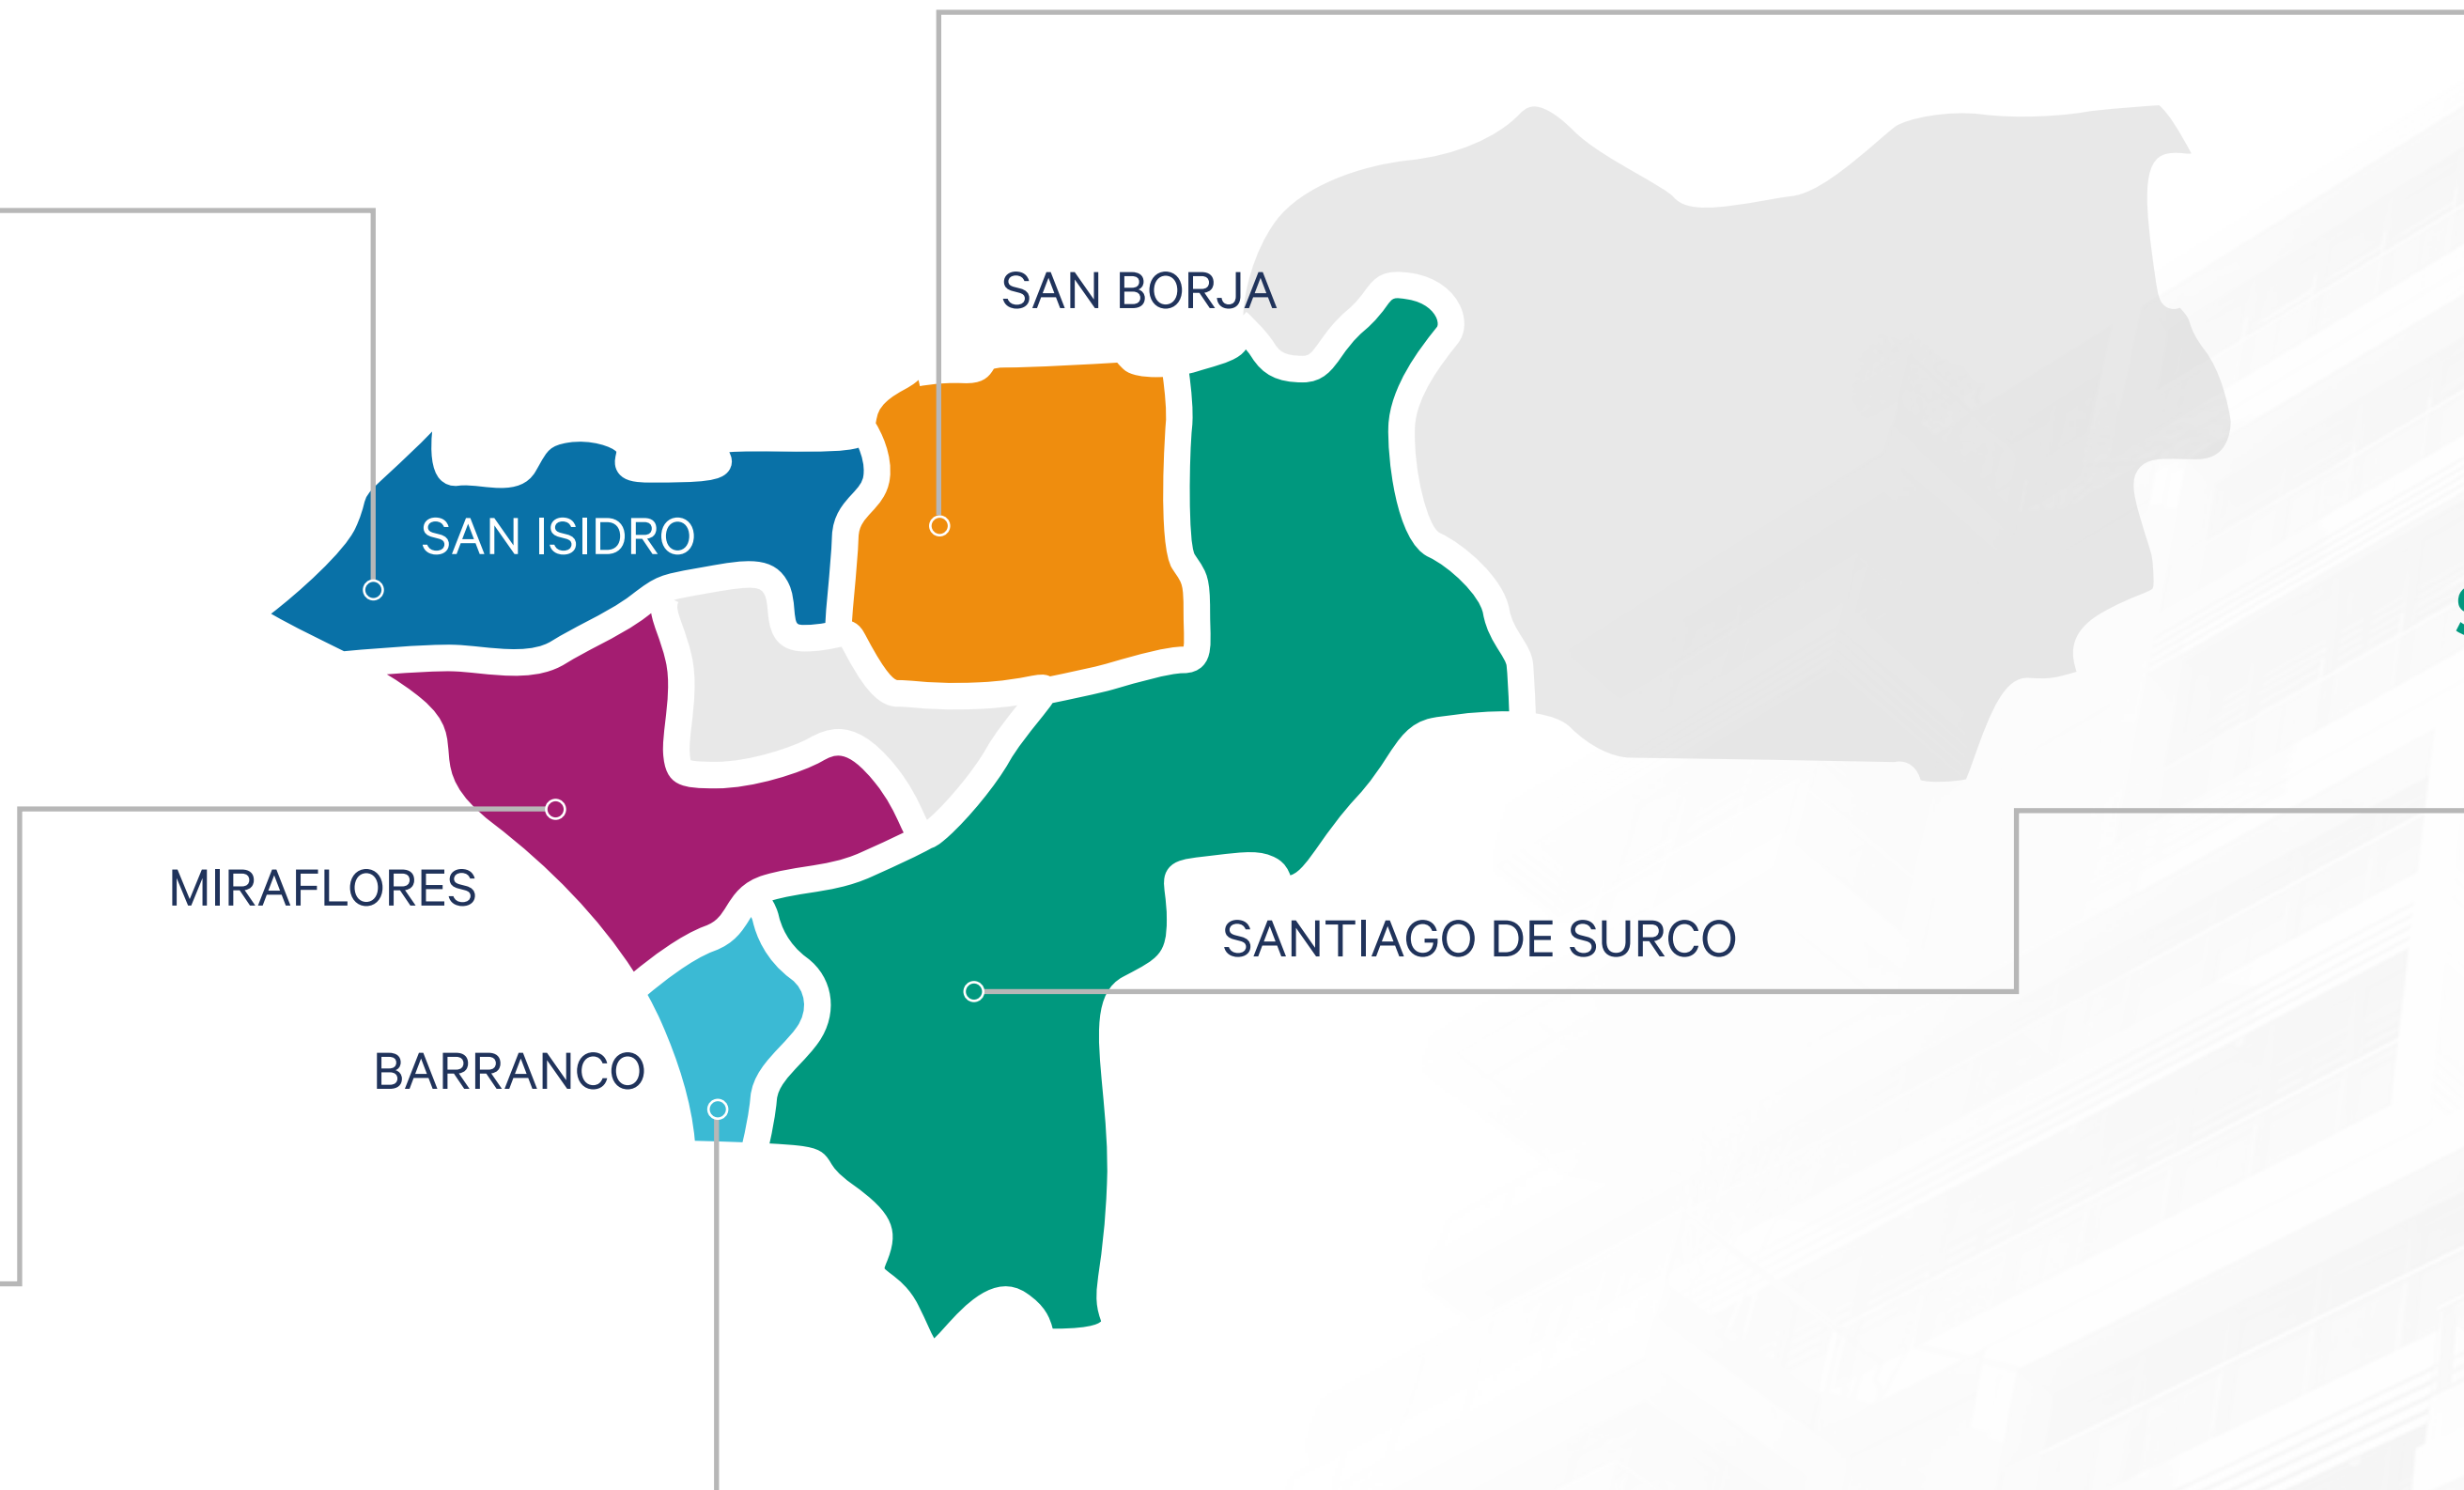 SAN BORJA
SAN ISIDRO
MIRAFLORES
SANTIAGO DE SURCO
BARRANCO